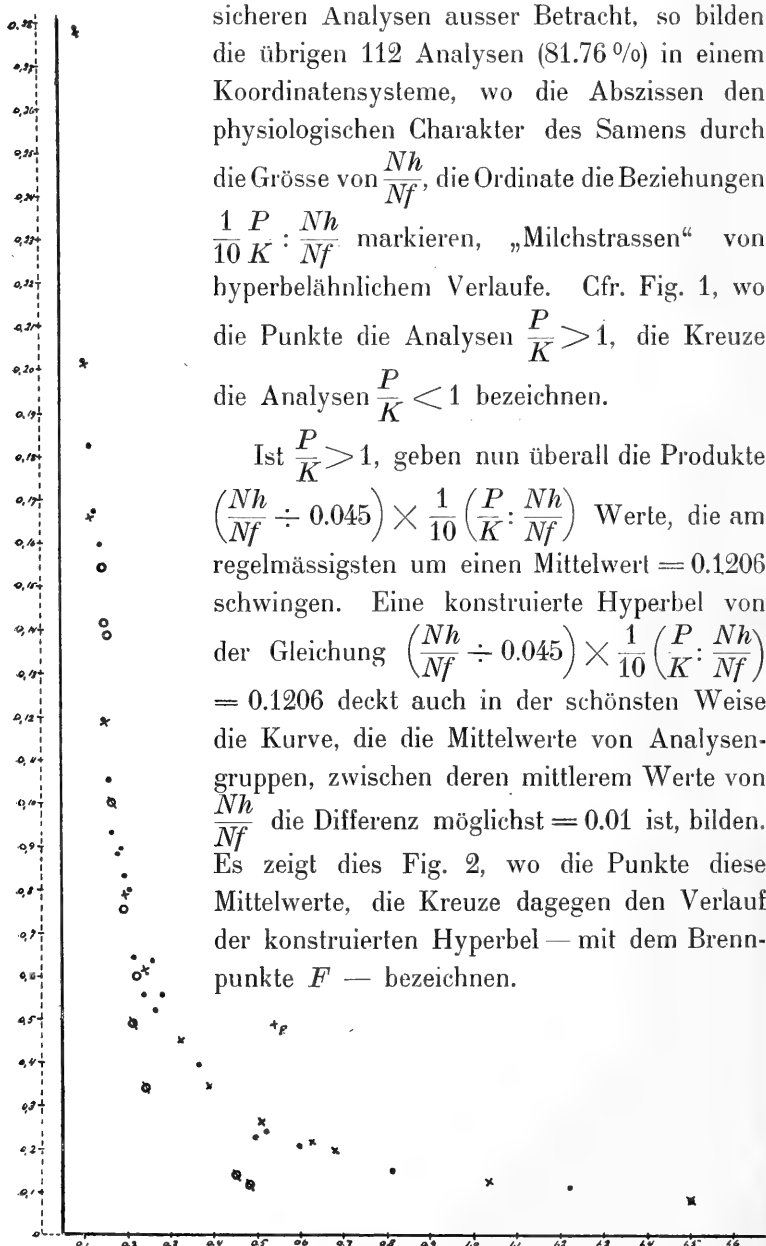 sicheren Analysen ausser Betracht, so bilden
die übrigen 112 Analysen (81.76 %) in einem
Koordinatensysteme, wo die Abszissen den
physiologischen Charakter des Samens durch
die Grösse von Nh/Nf, die Ordinate die Beziehungen
1/10 P/K : Nh/Nf markieren, „Milchstrassen“ von
hyperbelähnlichem Verlaufe. Cfr. Fig. 1, wo
die Punkte die Analysen P/K > 1, die Kreuze
die Analysen P/K < 1 bezeichnen.
Ist P/K > 1, geben nun überall die Produkte
(Nh/Nf ÷ 0.045) × 1/10 (P/K : Nh/Nf) Werte, die am
regelmässigsten um einen Mittelwert = 0.1206
schwingen. Eine konstruierte Hyperbel von
der Gleichung (Nh/Nf ÷ 0.045) × 1/10 (P/K : Nh/Nf)
= 0.1206 deckt auch in der schönsten Weise
die Kurve, die die Mittelwerte von Analysen-
gruppen, zwischen deren mittlerem Werte von
Nh/Nf die Differenz möglichst = 0.01 ist, bilden.
Es zeigt dies Fig. 2, wo die Punkte diese
Mittelwerte, die Kreuze dagegen den Verlauf
der konstruierten Hyperbel — mit dem Brenn-
punkte F — bezeichnen.
F